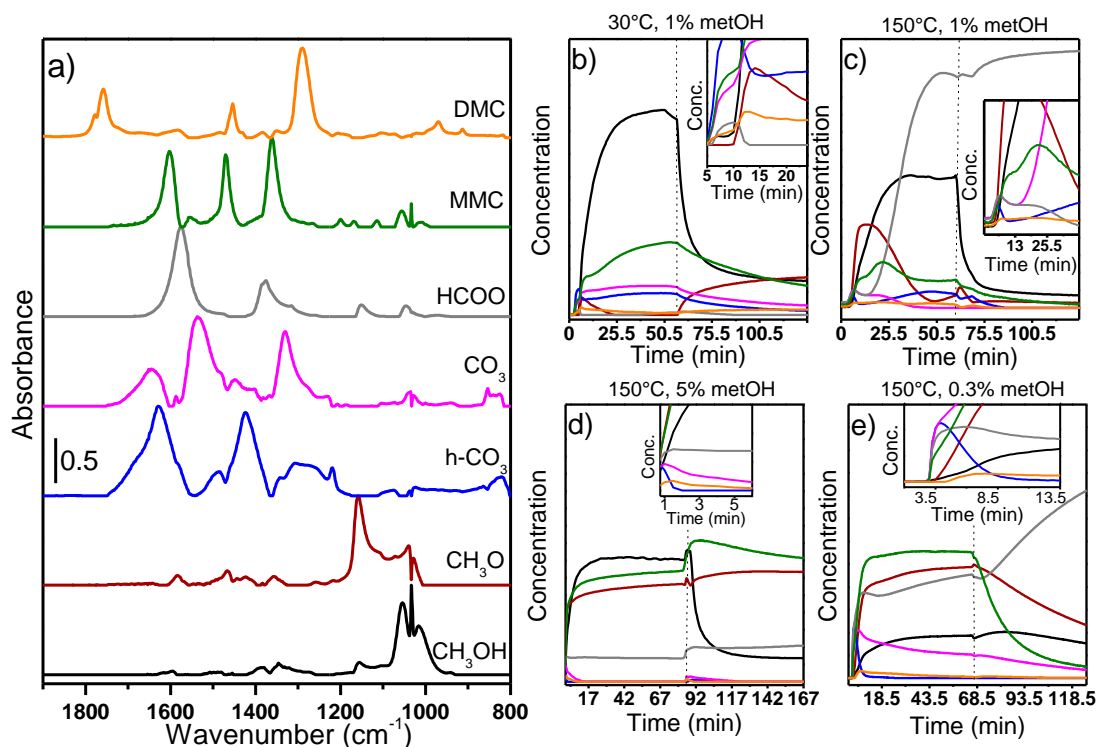 a)
DMC
MMC
HCOO
CO3
h-CO3
CH3O
CH3OH
0.5
Absorbance
1800 1600 1400 1200 1000 800
Wavenumber (cm-1)
30°C, 1% metOH
b)
Concentration
0 25.5 50.5 75.5 100.5
Time (min)
Conc.
5 10 15 20
Time (min)
150°C, 1% metOH
c)
Concentration
0 25.5 50.5 75.5 100.5
Time (min)
Conc.
13 25.5
Time (min)
150°C, 5% metOH
d)
Concentration
17 42 67 92 117 142 167
Time (min)
Conc.
1 3 5
Time (min)
150°C, 0.3% metOH
e)
Concentration
18.5 43.5 68.5 93.5 118.5
Time (min)
Conc.
3.5 8.5 13.5
Time (min)